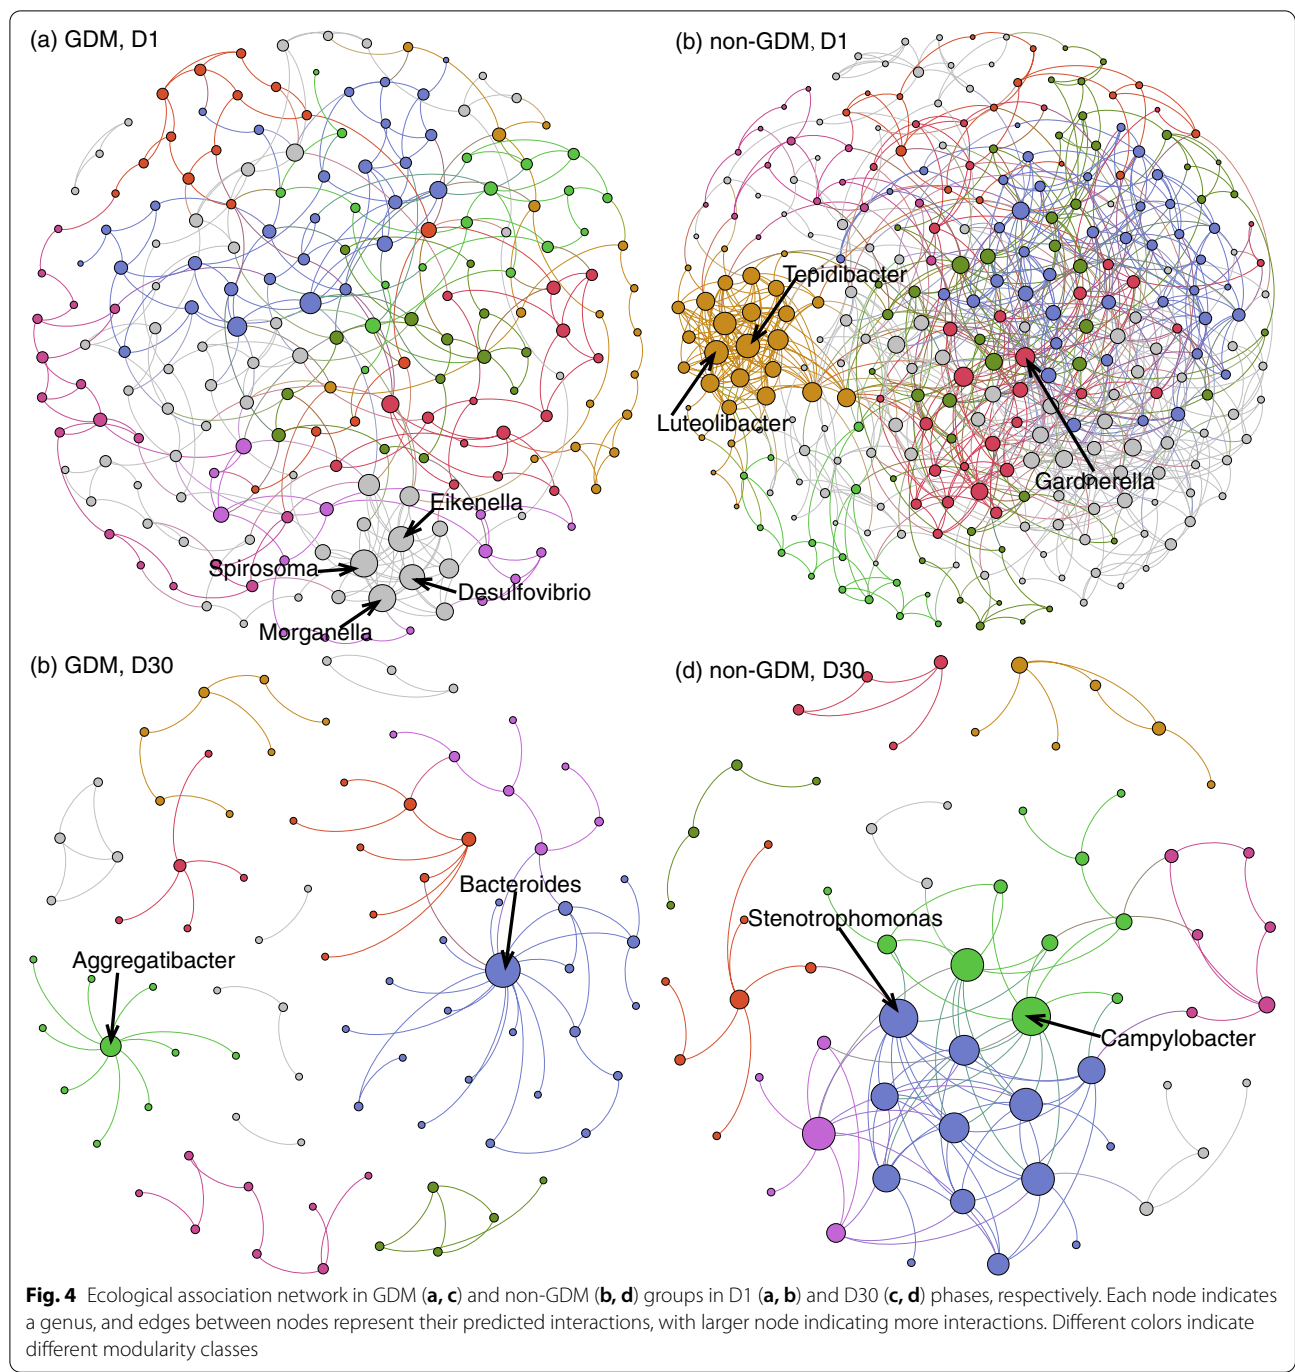 (a) GDM, D1
(b) non-GDM, D1
Tepidibacter
Luteolibacter
Gardnerella
Eikenella
Spirosoma
Desulfovibrio
Morganella
(b) GDM, D30
(d) non-GDM, D30
Bacteroides
Stenotrophomonas
Aggregatibacter
Campylobacter
Fig. 4 Ecological association network in GDM (a, c) and non-GDM (b, d) groups in D1 (a, b) and D30 (c, d) phases, respectively. Each node indicates
a genus, and edges between nodes represent their predicted interactions, with larger node indicating more interactions. Different colors indicate
different modularity classes